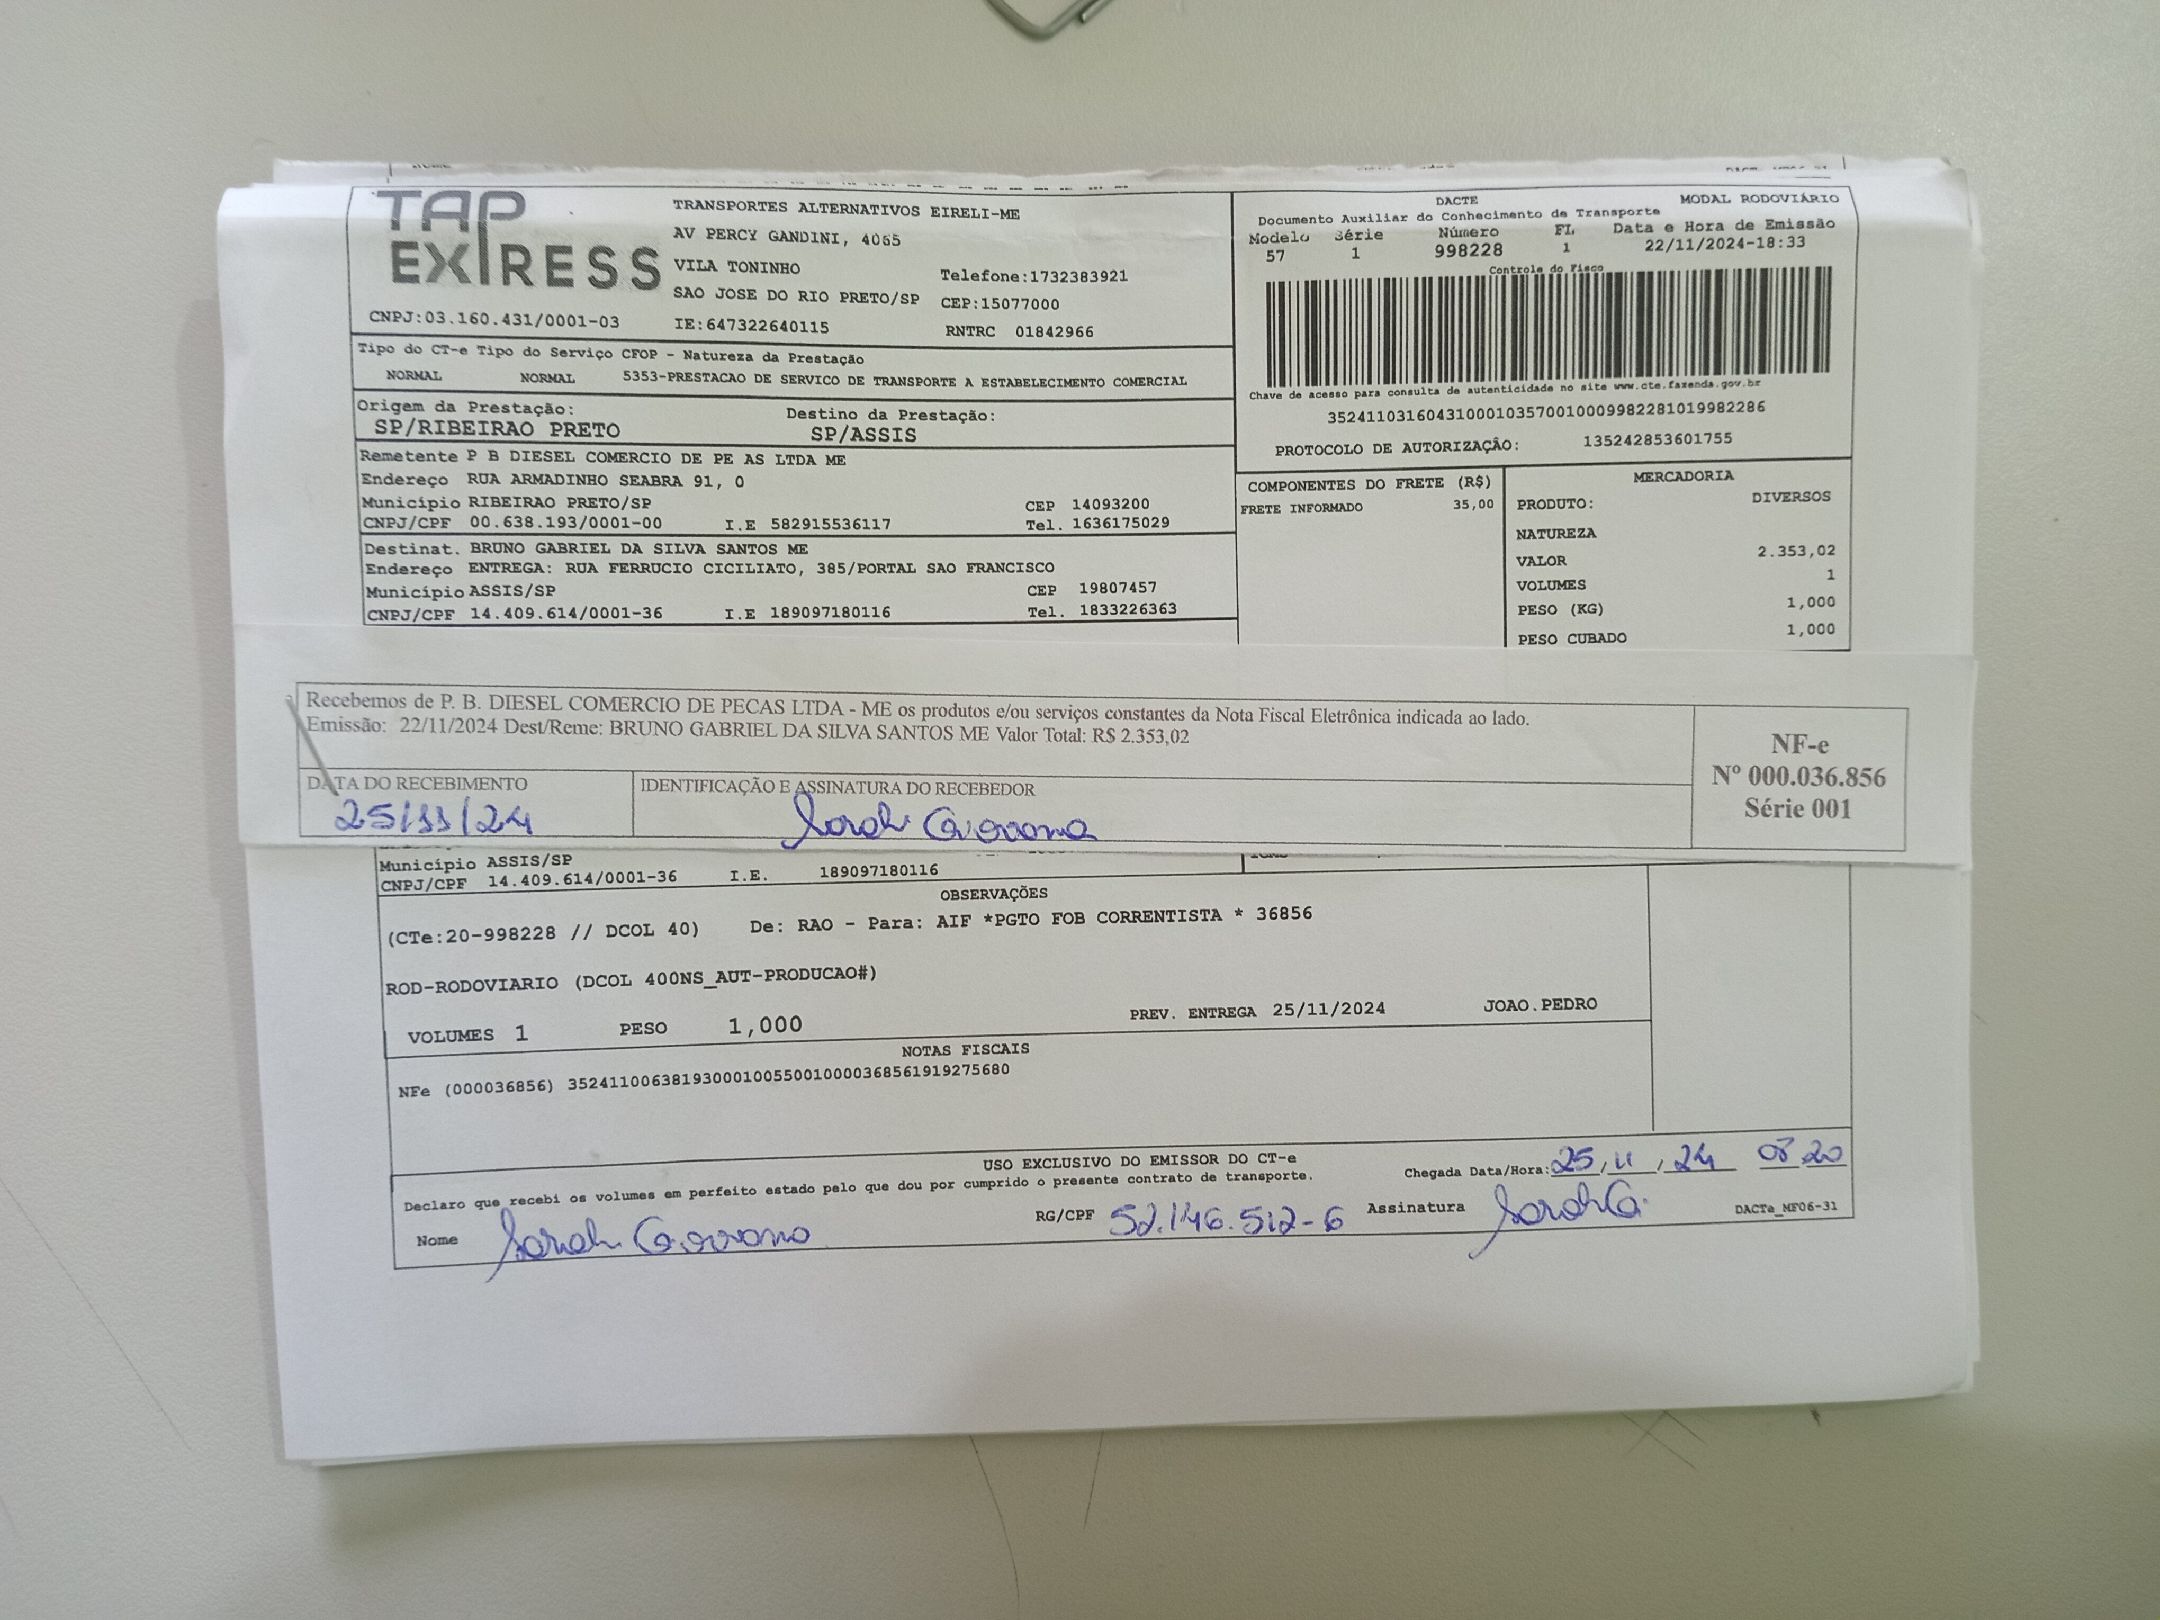 TAP
EXPRESS
TRANSPORTES ALTERNATIVOS EIRELI-ME
AV PERCY GANDINI, 4065
VILA TONINHO
Telefone:1732383921
SAO JOSE DO RIO PRETO/SP CEP:15077000
CNPJ:03.160.431/0001-03 IE:647322640115 RNTRC 01842966
DACTE MODAL RODOVIÁRIO
Documento Auxiliar do Conhecimento de Transporte
Modelo Série Número FL Data e Hora de Emissão
57 1 998228 1 22/11/2024-18:33
Controle do Fisco
Chave de acesso para consulta de autenticidade no site www.cte.fazenda.gov.br
35241103160431000103570010009982281019982286
PROTOCOLO DE AUTORIZAÇÃO: 135242853601755
Tipo do CT-e Tipo do Serviço CFOP - Natureza da Prestação
NORMAL NORMAL 5353-PRESTACAO DE SERVICO DE TRANSPORTE A ESTABELECIMENTO COMERCIAL
Origem da Prestação: Destino da Prestação:
SP/RIBEIRAO PRETO SP/ASSIS
Remetente P B DIESEL COMERCIO DE PE AS LTDA ME
Endereço RUA ARMADINHO SEABRA 91, 0
Município RIBEIRAO PRETO/SP CEP 14093200
CNPJ/CPF 00.638.193/0001-00 I.E 582915536117 Tel. 1636175029
Destinat. BRUNO GABRIEL DA SILVA SANTOS ME
Endereço ENTREGA: RUA FERRUCIO CICILIATO, 385/PORTAL SAO FRANCISCO
Município ASSIS/SP CEP 19807457
CNPJ/CPF 14.409.614/0001-36 I.E 189097180116 Tel. 1833226363
COMPONENTES DO FRETE (R$)
FRETE INFORMADO 35,00
MERCADORIA
PRODUTO: DIVERSOS
NATUREZA
VALOR 2.353,02
VOLUMES 1
PESO (KG) 1,000
PESO CUBADO 1,000
Recebemos de P. B. DIESEL COMERCIO DE PECAS LTDA - ME os produtos e/ou serviços constantes da Nota Fiscal Eletrônica indicada ao lado.
Emissão: 22/11/2024 Dest/Reme: BRUNO GABRIEL DA SILVA SANTOS ME Valor Total: R$ 2.353,02
DATA DO RECEBIMENTO IDENTIFICAÇÃO E ASSINATURA DO RECEBEDOR
25/11/24 Sarah Giovana
NF-e
Nº 000.036.856
Série 001
Município ASSIS/SP
CNPJ/CPF 14.409.614/0001-36 I.E. 189097180116
OBSERVAÇÕES
(CTe:20-998228 // DCOL 40) De: RAO - Para: AIF *PGTO FOB CORRENTISTA * 36856
ROD-RODOVIARIO (DCOL 400NS_AUT-PRODUCAO#)
VOLUMES 1 PESO 1,000 PREV. ENTREGA 25/11/2024 JOAO.PEDRO
NOTAS FISCAIS
NFe (000036856) 35241100638193000100550010000368561919275680
USO EXCLUSIVO DO EMISSOR DO CT-e
Chegada Data/Hora: 25/11/24 08 20
Declaro que recebi os volumes em perfeito estado pelo que dou por cumprido o presente contrato de transporte.
Nome Sarah Giovana RG/CPF 52.146.512-6 Assinatura Sarah G. DACTe_MF06-31